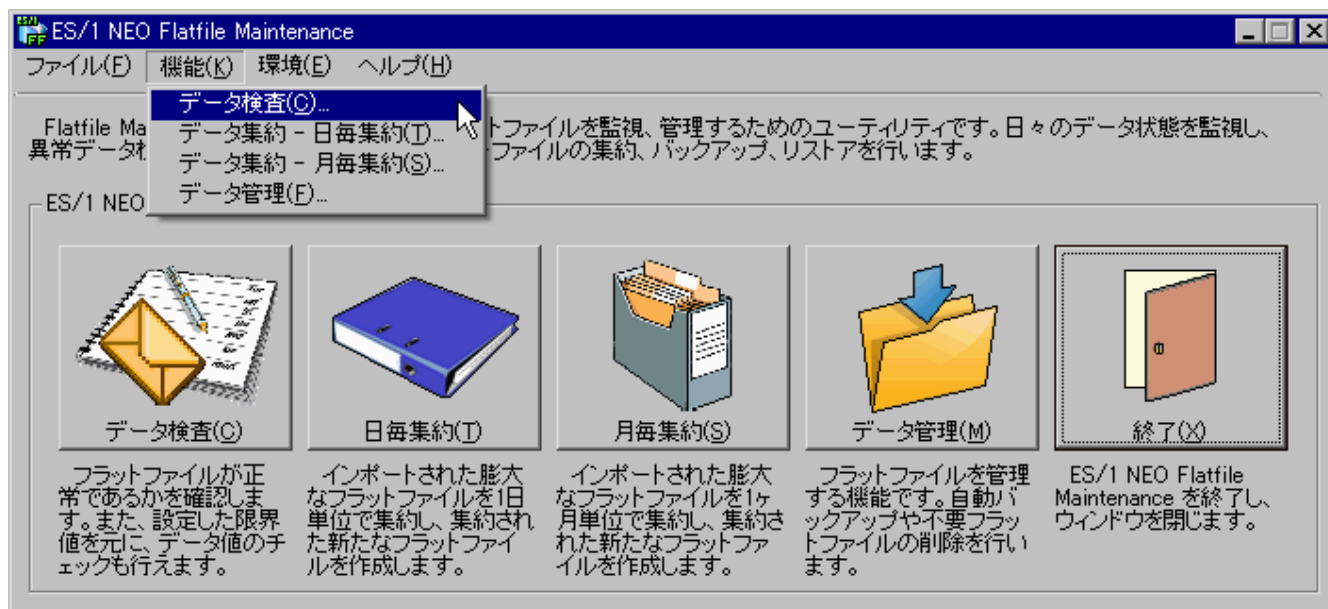 ES/1 NEO Flatfile Maintenance
ファイル(F) 機能(K) 環境(E) ヘルプ(H)
データ検査(C)...
データ集約 - 日毎集約(T)...
データ集約 - 月毎集約(S)...
データ管理(F)...
Flatfile Ma トファイルを監視、管理するためのユーティリティです。日々のデータ状態を監視し、
異常データ ファイルの集約、バックアップ、リストアを行います。
ES/1 NEO
データ検査(C)
日毎集約(T)
月毎集約(S)
データ管理(M)
終了(X)
フラットファイルが正
常であるかを確認しま
す。また、設定した限界
値を元に、データ値のチ
ェックも行えます。
インポートされた膨大
なフラットファイルを1日
単位で集約し、集約され
た新たなフラットファイ
ルを作成します。
インポートされた膨大
なフラットファイルを1ヶ
月単位で集約し、集約さ
れた新たなフラットファ
イルを作成します。
フラットファイルを管理
する機能です。自動バ
ックアップや不要フラッ
トファイルの削除を行い
ます。
ES/1 NEO Flatfile
Maintenance を終了し、
ウィンドウを閉じます。